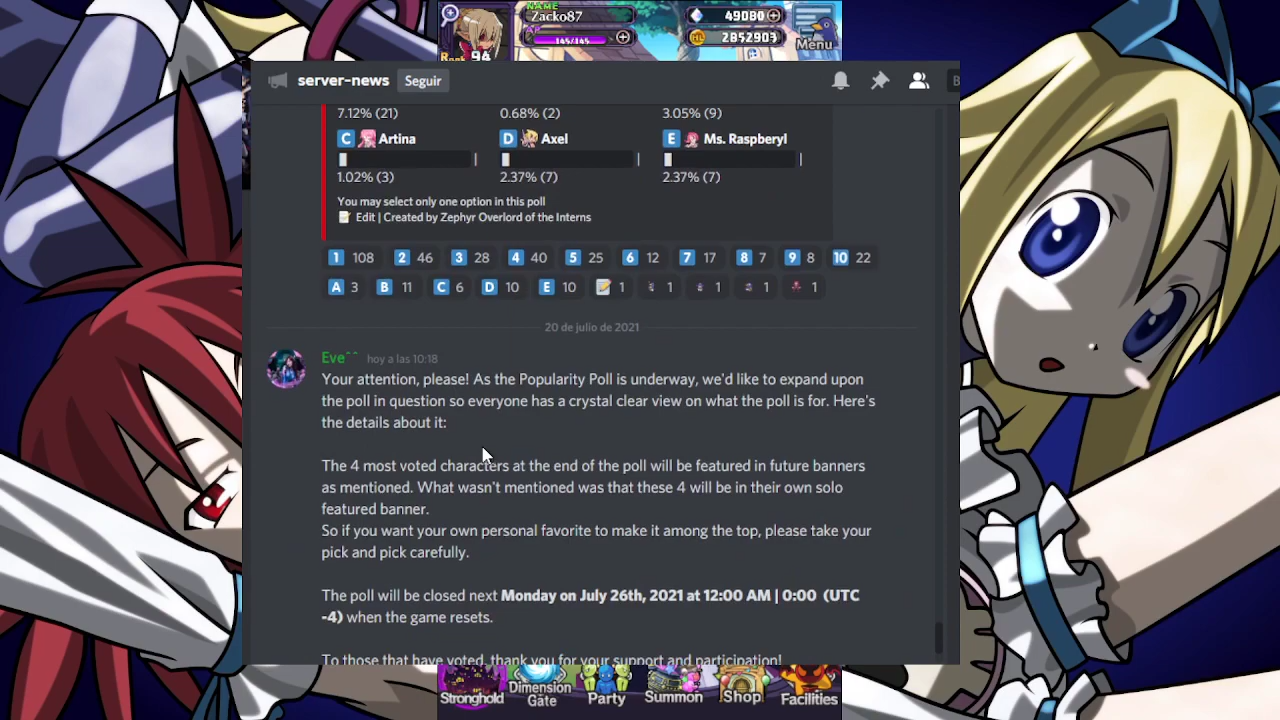 NAME
Zacko87
AP
145/145
Rank 94
49080
HL 2852903
Menu
server-news Seguir
7.12% (21) 0.68% (2) 3.05% (9)
C Artina D Axel E Ms. Raspberyl
1.02% (3) 2.37% (7) 2.37% (7)
You may select only one option in this poll
Edit | Created by Zephyr Overlord of the Interns
1 108 2 46 3 28 4 40 5 25 6 12 7 17 8 7 9 8 10 22
A 3 B 11 C 6 D 10 E 10 1 1 1 1 1
20 de julio de 2021
Eve^^ hoy a las 10:18
Your attention, please! As the Popularity Poll is underway, we'd like to expand upon
the poll in question so everyone has a crystal clear view on what the poll is for. Here's
the details about it:
The 4 most voted characters at the end of the poll will be featured in future banners
as mentioned. What wasn't mentioned was that these 4 will be in their own solo
featured banner.
So if you want your own personal favorite to make it among the top, please take your
pick and pick carefully.
The poll will be closed next Monday on July 26th, 2021 at 12:00 AM | 0:00 (UTC
-4) when the game resets.
To those that have voted, thank you for your support and participation!
Stronghold Dimension Gate Party Summon Shop Facilities